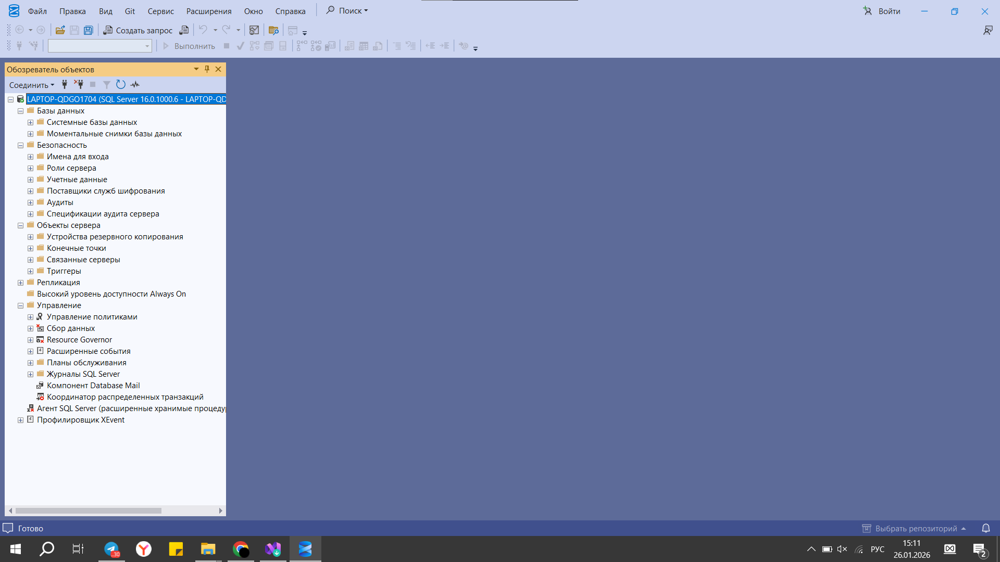 Файл Правка Вид Git Сервис Расширения Окно Справка Поиск Войти
Создать запрос
Выполнить
Обозреватель объектов
Соединить
LAPTOP-QDGO1704 (SQL Server 16.0.1000.6 - LAPTOP-QD
Базы данных
Системные базы данных
Моментальные снимки базы данных
Безопасность
Имена для входа
Роли сервера
Учетные данные
Поставщики служб шифрования
Аудиты
Спецификации аудита сервера
Объекты сервера
Устройства резервного копирования
Конечные точки
Связанные серверы
Триггеры
Репликация
Высокий уровень доступности Always On
Управление
Управление политиками
Сбор данных
Resource Governor
Расширенные события
Планы обслуживания
Журналы SQL Server
Компонент Database Mail
Координатор распределенных транзакций
Агент SQL Server (расширенные хранимые процеду
Профилировщик XEvent
Готово
Выбрать репозиторий
..30
РУС
15:11
26.01.2026
2